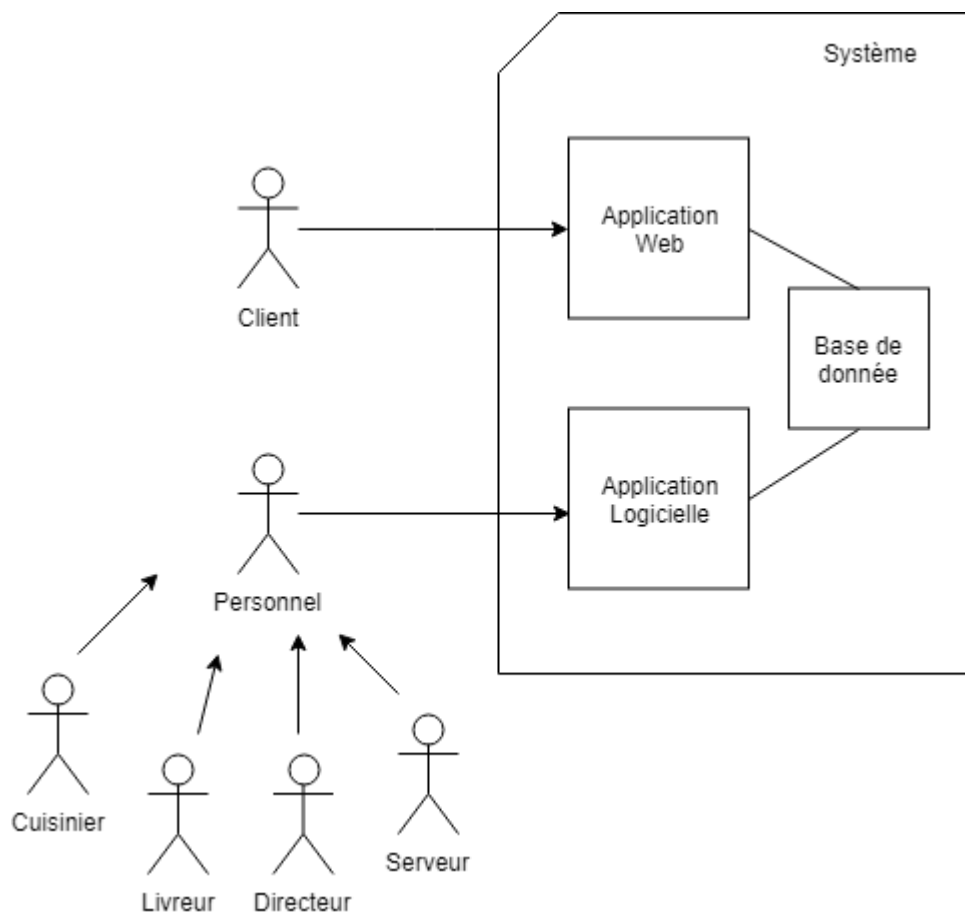 Système
Application
Web
Client
Base de
donnée
Application
Logicielle
Personnel
Cuisinier
Serveur
Livreur
Directeur